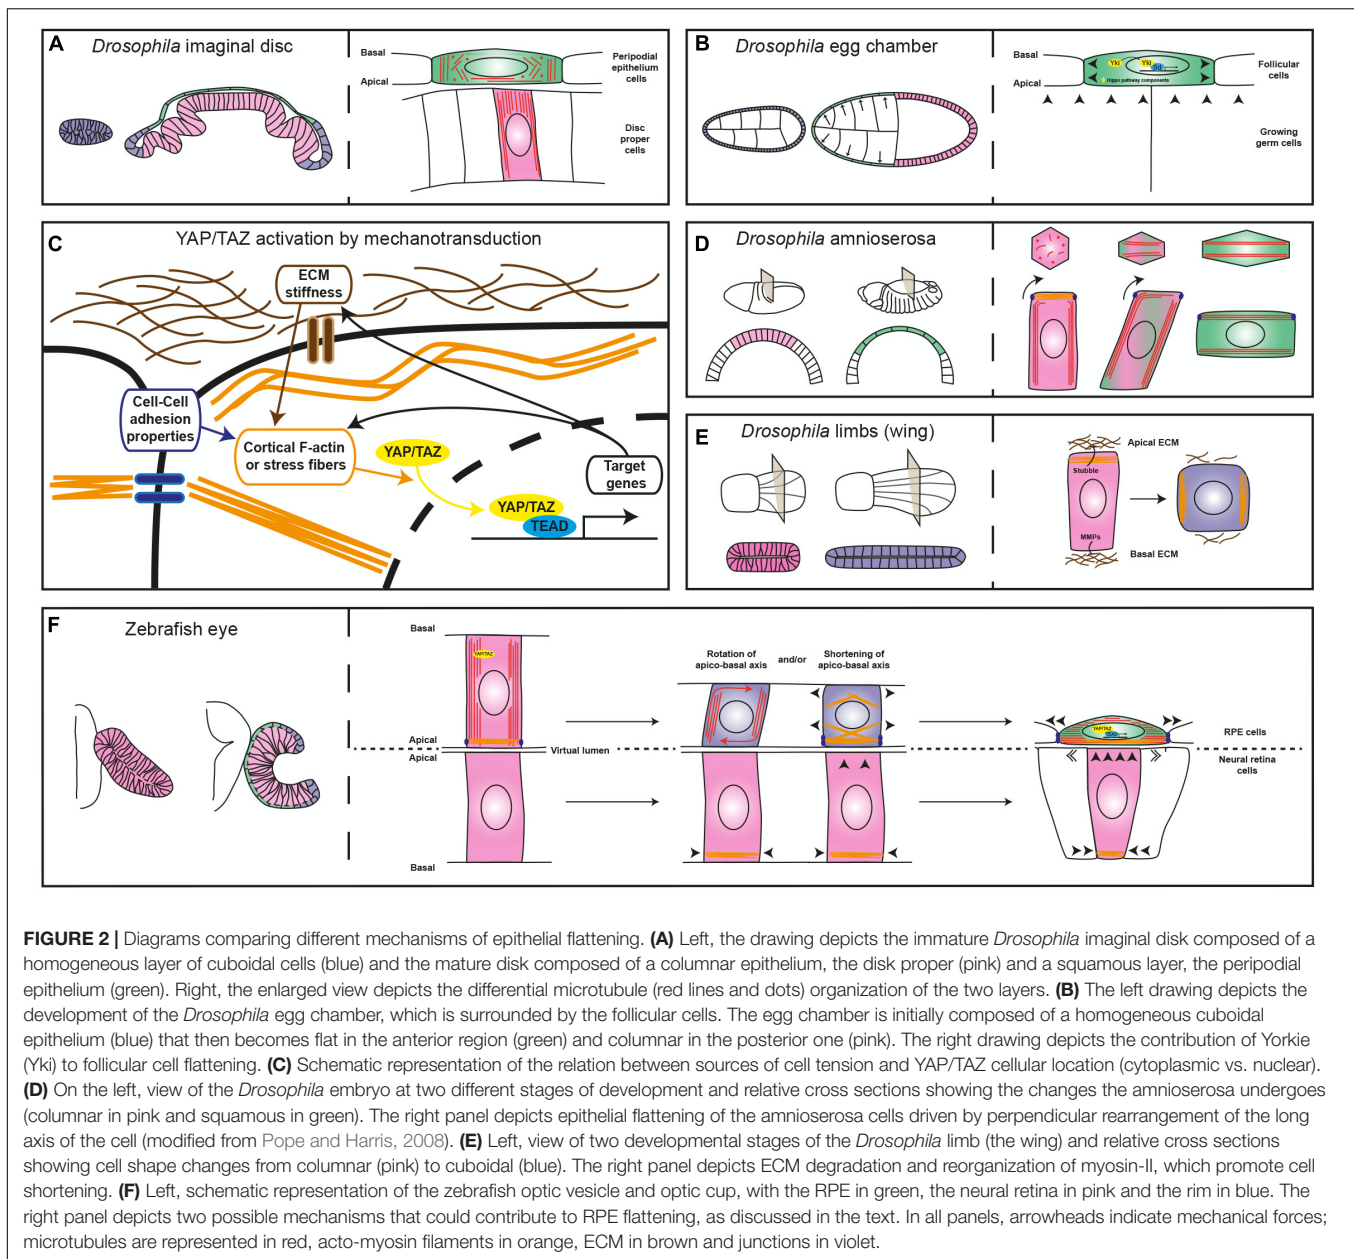 A
Drosophila imaginal disc
Basal
Apical
Peripodial
epithelium
cells
Disc
proper
cells
B
Drosophila egg chamber
Basal
Apical
Yki
Yki
Sd
Hippo pathway components
Follicular
cells
Growing
germ cells
C
YAP/TAZ activation by mechanotransduction
ECM
stiffness
Cell-Cell
adhesion
properties
Cortical F-actin
or stress fibers
YAP/TAZ
YAP/TAZ
TEAD
Target
genes
D
Drosophila amnioserosa
E
Drosophila limbs (wing)
Apical ECM
Stubble
MMPs
Basal ECM
F
Zebrafish eye
Basal
YAP/TAZ
Apical
Apical
Virtual lumen
Basal
Rotation of
apico-basal axis
and/or
Shortening of
apico-basal axis
YAP/TAZ
TEAD
RPE cells
Neural retina
cells
FIGURE 2 | Diagrams comparing different mechanisms of epithelial flattening. (A) Left, the drawing depicts the immature Drosophila imaginal disk composed of a
homogeneous layer of cuboidal cells (blue) and the mature disk composed of a columnar epithelium, the disk proper (pink) and a squamous layer, the peripodial
epithelium (green). Right, the enlarged view depicts the differential microtubule (red lines and dots) organization of the two layers. (B) The left drawing depicts the
development of the Drosophila egg chamber, which is surrounded by the follicular cells. The egg chamber is initially composed of a homogeneous cuboidal
epithelium (blue) that then becomes flat in the anterior region (green) and columnar in the posterior one (pink). The right drawing depicts the contribution of Yorkie
(Yki) to follicular cell flattening. (C) Schematic representation of the relation between sources of cell tension and YAP/TAZ cellular location (cytoplasmic vs. nuclear).
(D) On the left, view of the Drosophila embryo at two different stages of development and relative cross sections showing the changes the amnioserosa undergoes
(columnar in pink and squamous in green). The right panel depicts epithelial flattening of the amnioserosa cells driven by perpendicular rearrangement of the long
axis of the cell (modified from Pope and Harris, 2008). (E) Left, view of two developmental stages of the Drosophila limb (the wing) and relative cross sections
showing cell shape changes from columnar (pink) to cuboidal (blue). The right panel depicts ECM degradation and reorganization of myosin-II, which promote cell
shortening. (F) Left, schematic representation of the zebrafish optic vesicle and optic cup, with the RPE in green, the neural retina in pink and the rim in blue. The
right panel depicts two possible mechanisms that could contribute to RPE flattening, as discussed in the text. In all panels, arrowheads indicate mechanical forces;
microtubules are represented in red, acto-myosin filaments in orange, ECM in brown and junctions in violet.